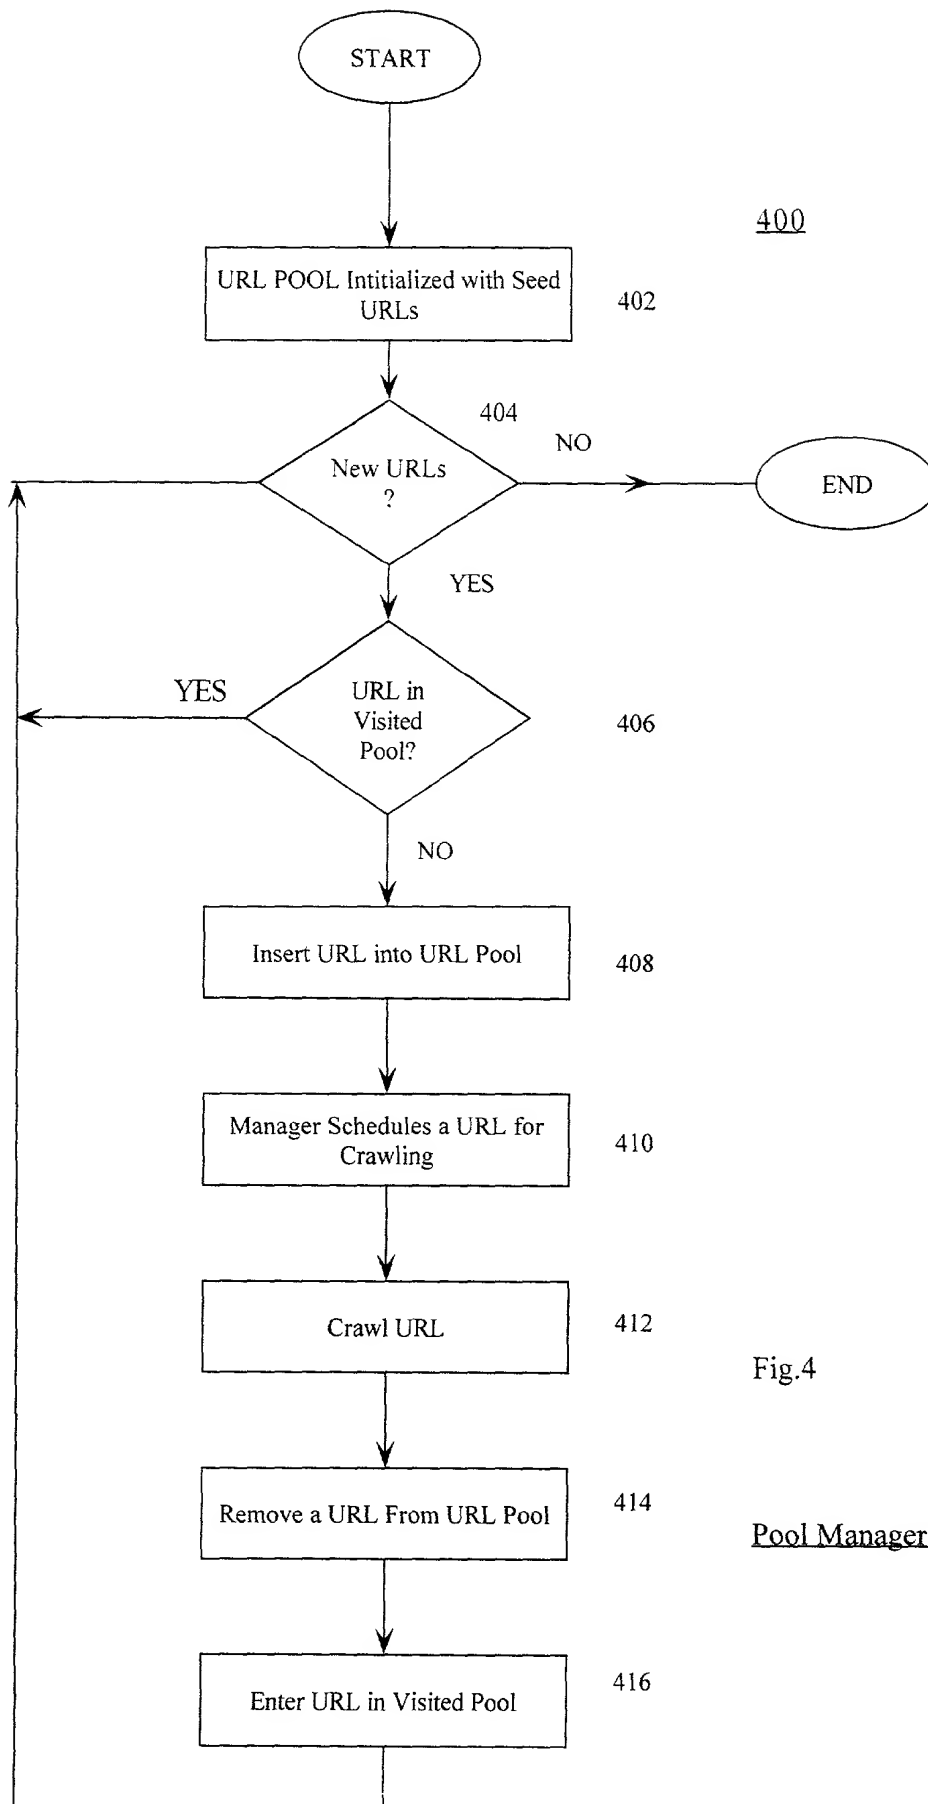 START
400
URL POOL Intitialized with Seed
URLs
402
404
NO
New URLs
?
END
YES
YES
URL in
Visited
Pool?
406
NO
Insert URL into URL Pool
408
Manager Schedules a URL for
Crawling
410
Crawl URL
412
Fig.4
Remove a URL From URL Pool
414
Pool Manager
Enter URL in Visited Pool
416